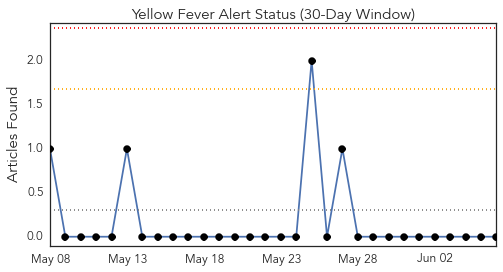 Yellow Fever Alert Status (30-Day Window)
Articles Found
2.0
1.5
1.0
0.5
0.0
May 08 May 13 May 18 May 23 May 28 Jun 02